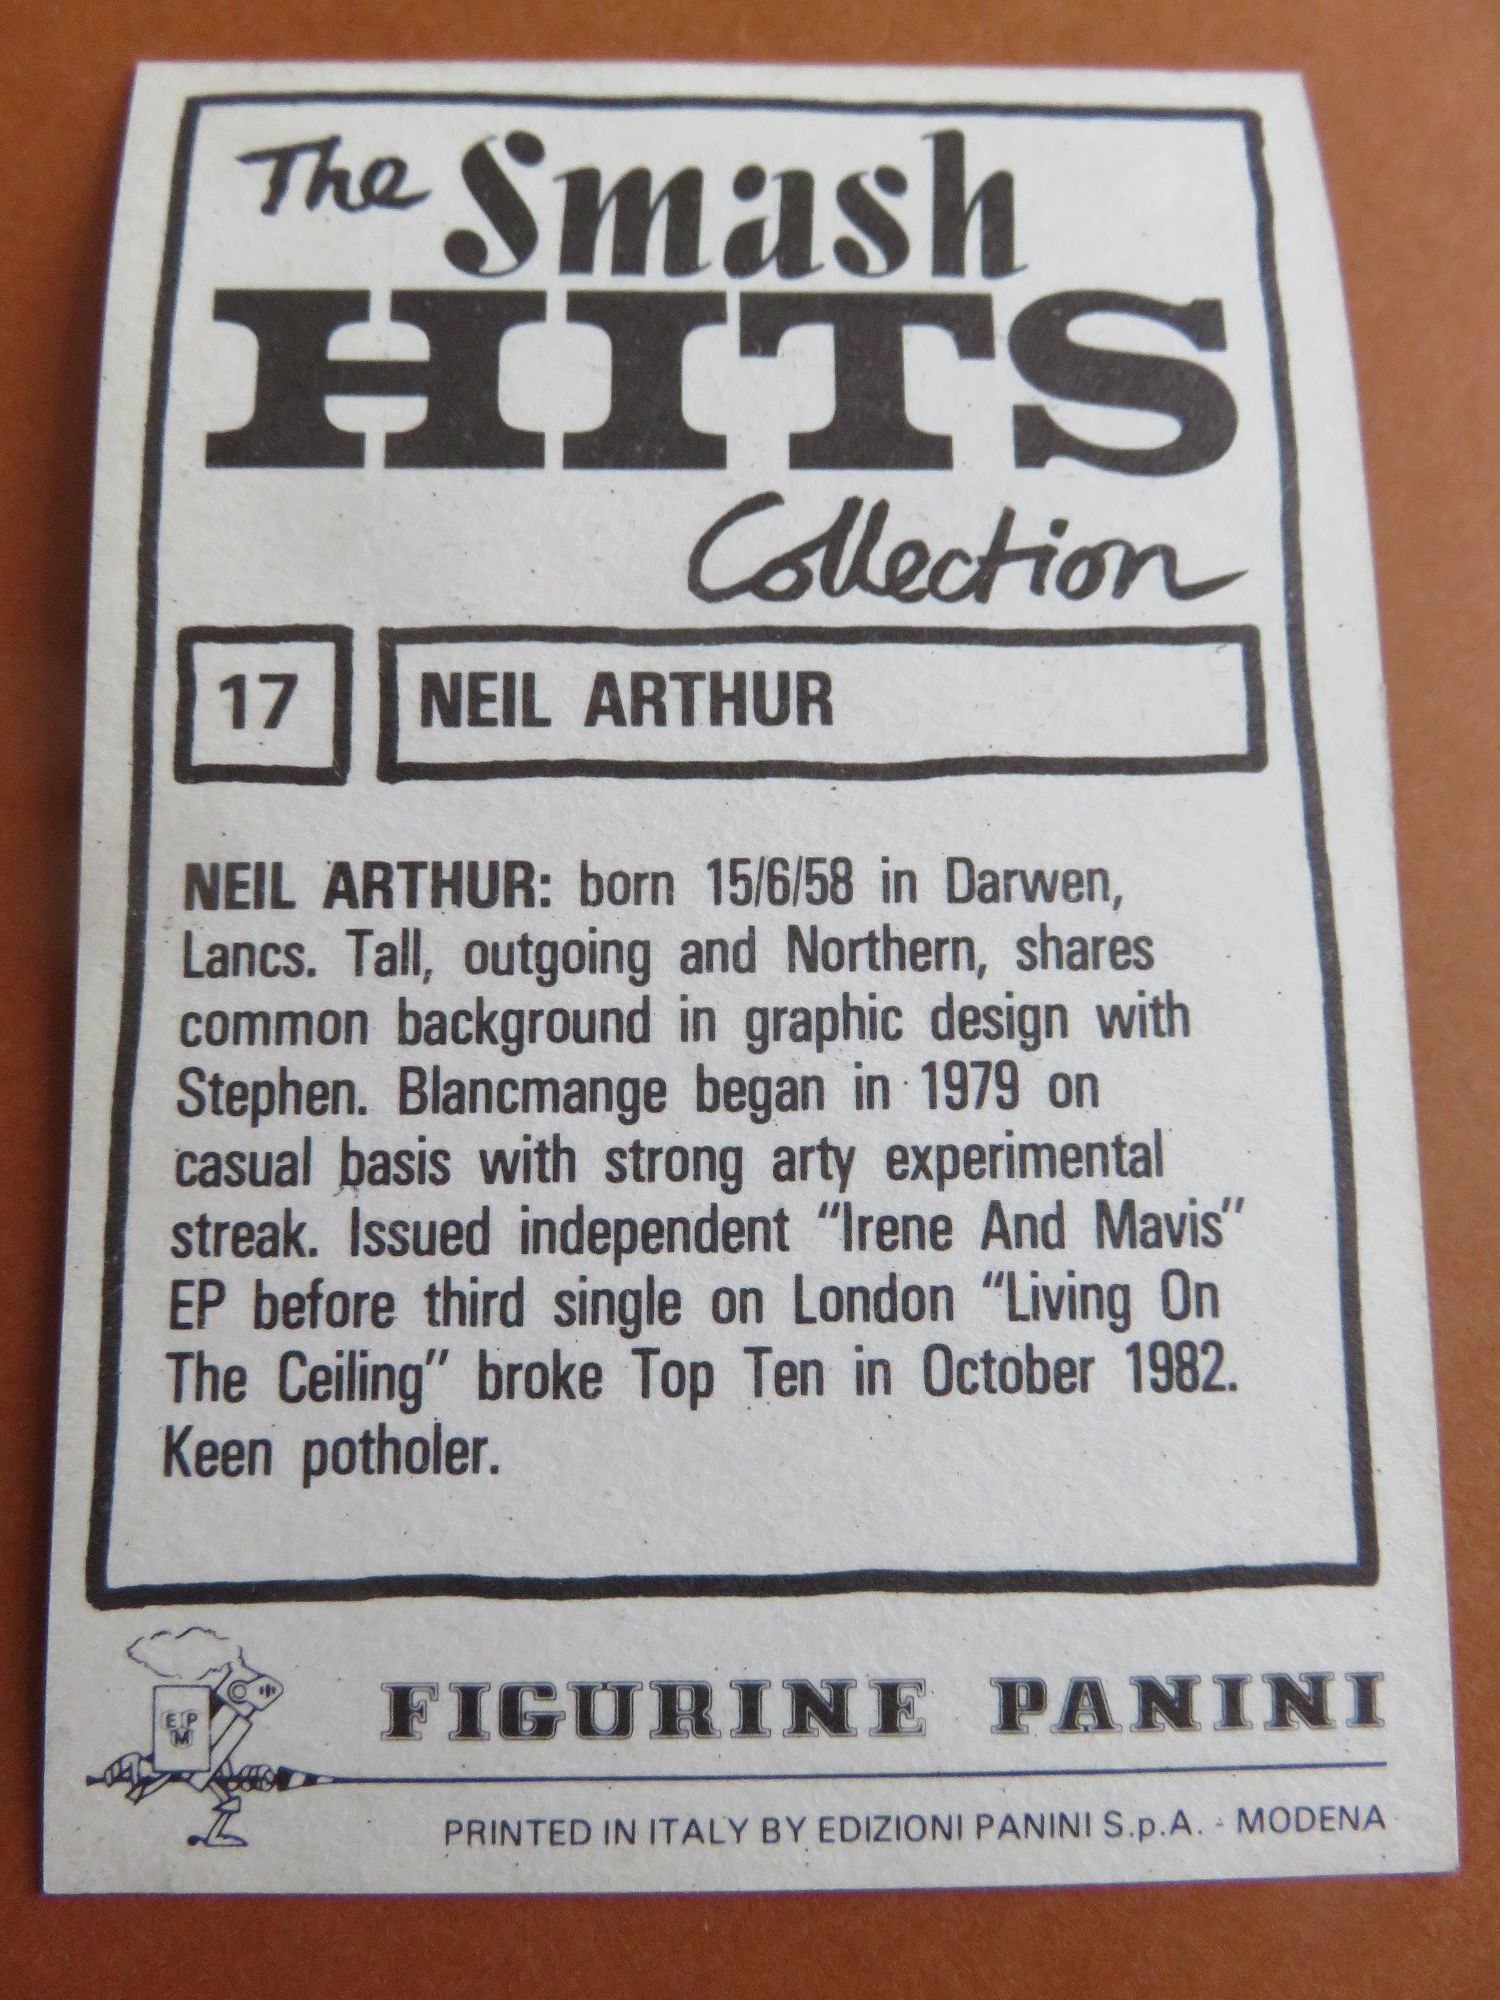 The Smash
HITS
Collection
17 NEIL ARTHUR
NEIL ARTHUR: born 15/6/58 in Darwen,
Lancs. Tall, outgoing and Northern, shares
common background in graphic design with
Stephen. Blancmange began in 1979 on
casual basis with strong arty experimental
streak. Issued independent “Irene And Mavis”
EP before third single on London “Living On
The Ceiling” broke Top Ten in October 1982.
Keen potholer.
E P
M
FIGURINE PANINI
PRINTED IN ITALY BY EDIZIONI PANINI S.p.A. - MODENA